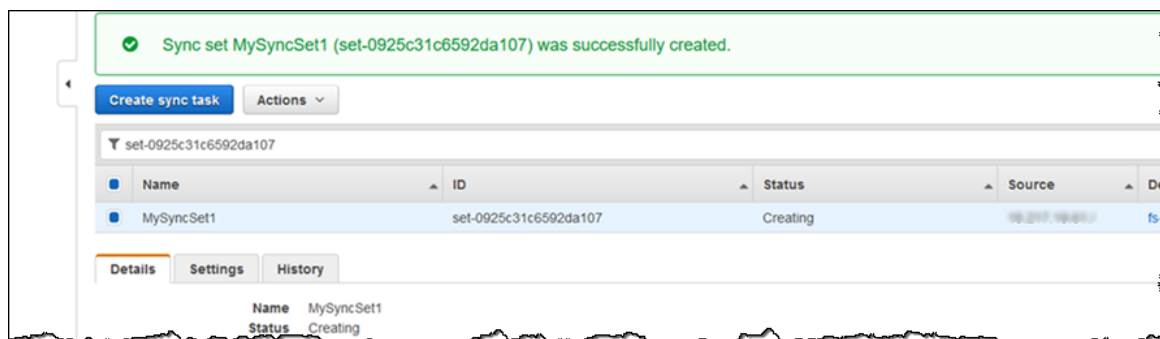 Sync set MySyncSet1 (set-0925c31c6592da107) was successfully created.
Create sync task Actions
set-0925c31c6592da107
Name ID Status Source
MySyncSet1 set-0925c31c6592da107 Creating fs-
Details Settings History
Name MySyncSet1
Status Creating